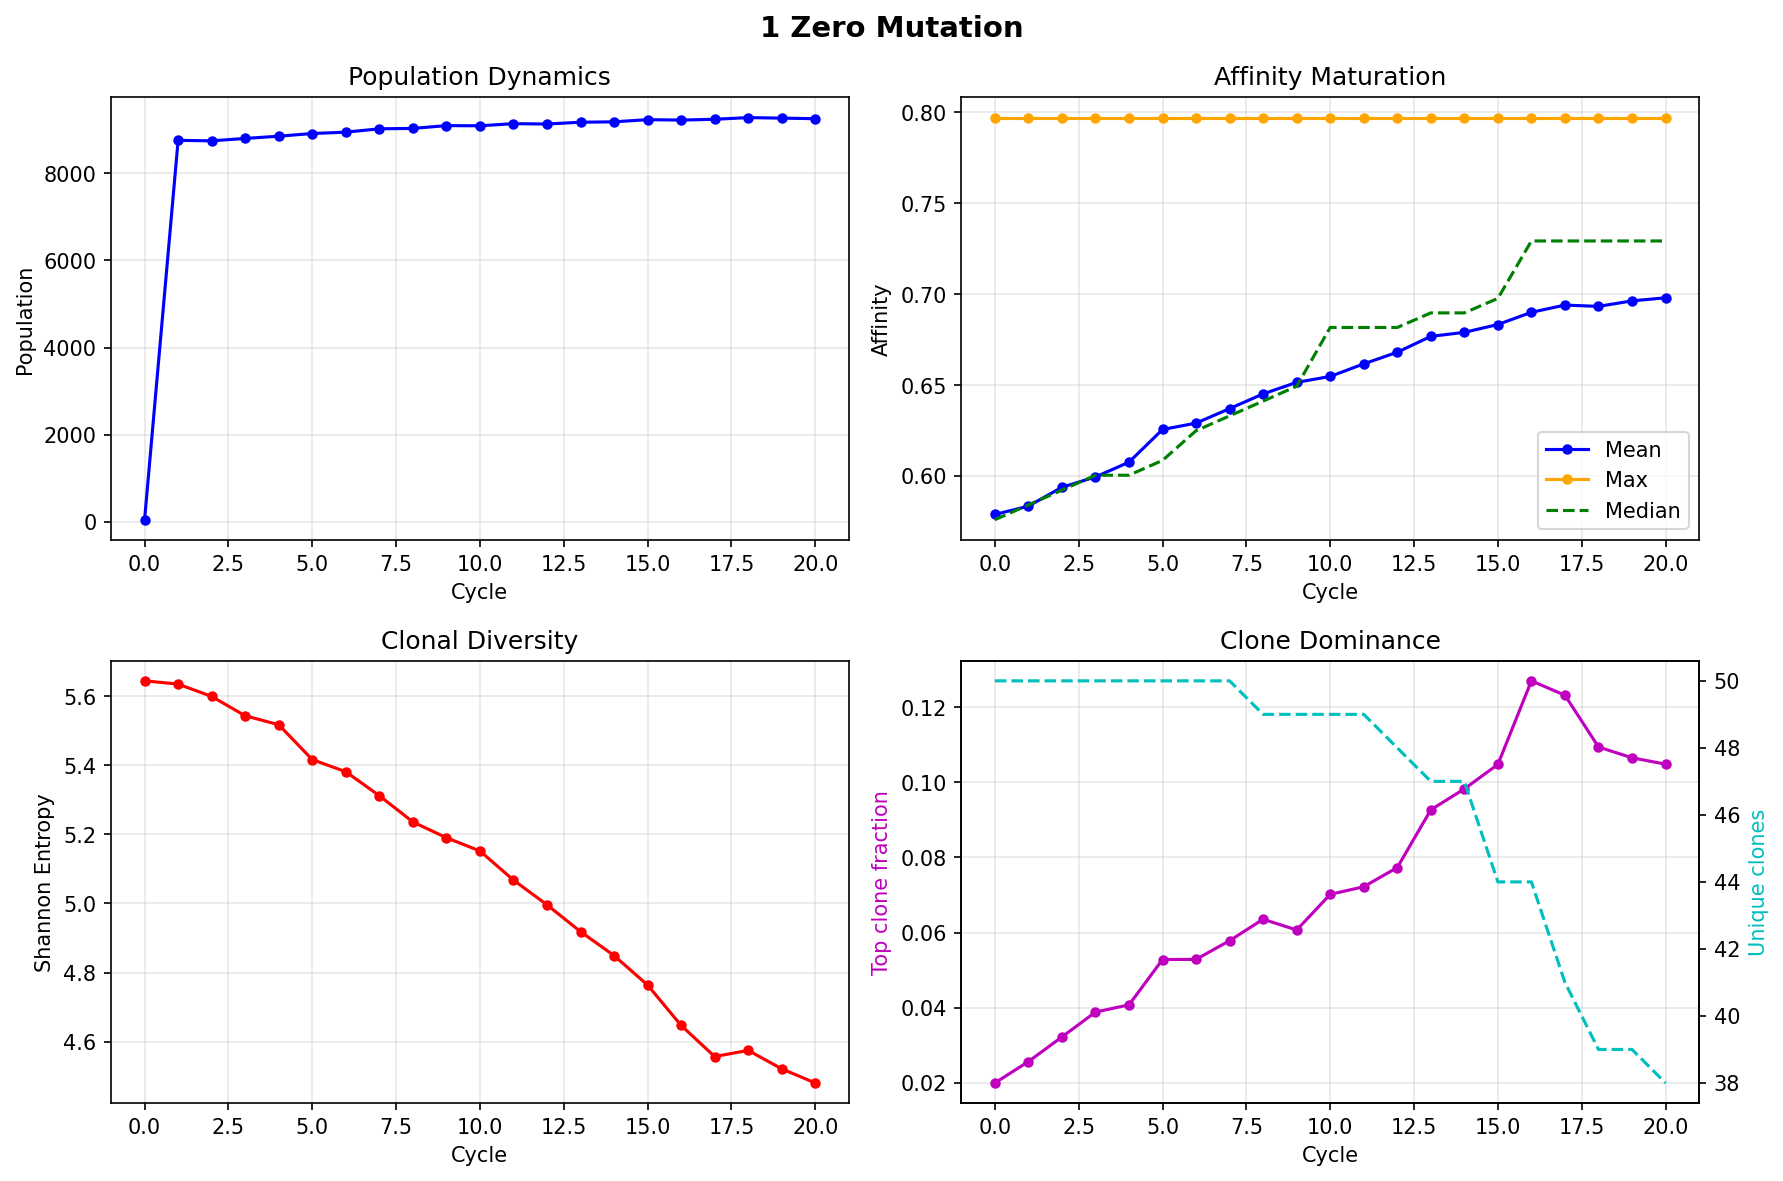 1 Zero Mutation
Population Dynamics
Population
8000
6000
4000
2000
0
0.0 2.5 5.0 7.5 10.0 12.5 15.0 17.5 20.0
Cycle
Affinity Maturation
Affinity
0.80
0.75
0.70
0.65
0.60
Mean
Max
Median
0.0 2.5 5.0 7.5 10.0 12.5 15.0 17.5 20.0
Cycle
Clonal Diversity
Shannon Entropy
5.6
5.4
5.2
5.0
4.8
4.6
0.0 2.5 5.0 7.5 10.0 12.5 15.0 17.5 20.0
Cycle
Clone Dominance
Top clone fraction
0.12
0.10
0.08
0.06
0.04
0.02
50
48
46
44
42
40
38
Unique clones
0.0 2.5 5.0 7.5 10.0 12.5 15.0 17.5 20.0
Cycle